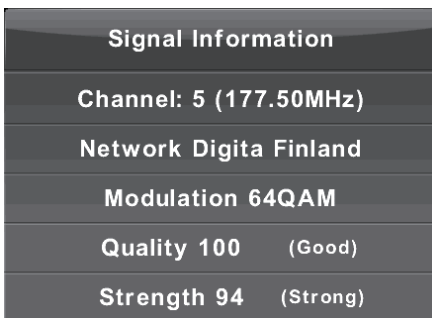 Signal Information
Channel: 5 (177.50MHz)
Network Digita Finland
Modulation 64QAM
Quality 100 (Good)
Strength 94 (Strong)